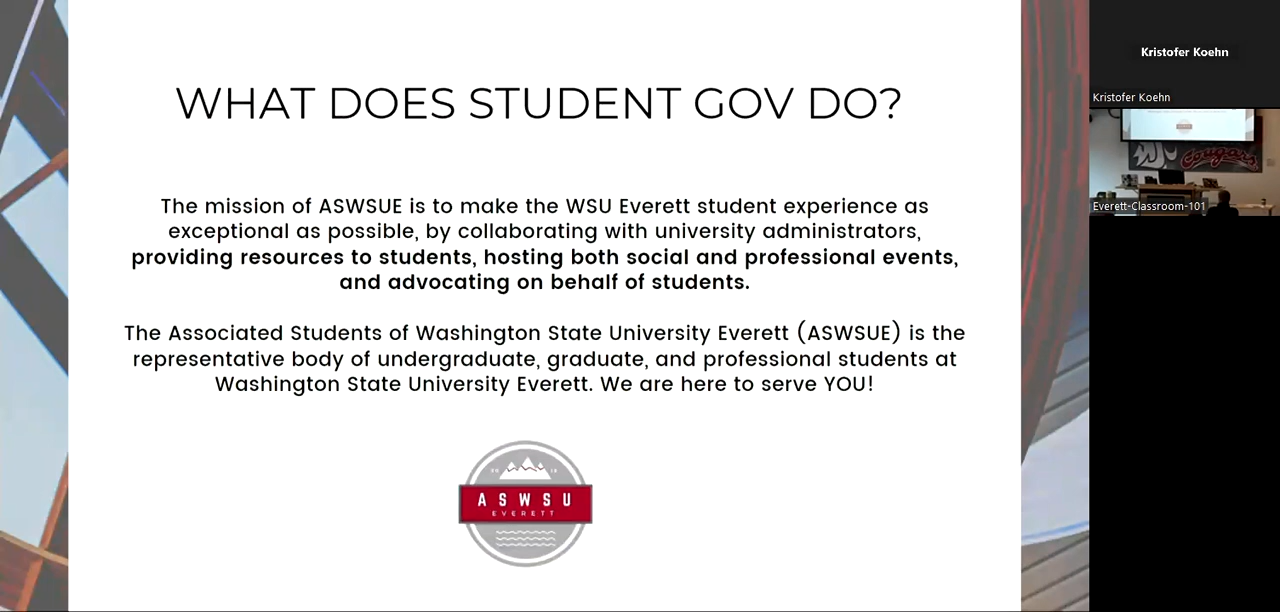 WHAT DOES STUDENT GOV DO?
The mission of ASWSUE is to make the WSU Everett student experience as
exceptional as possible, by collaborating with university administrators,
providing resources to students, hosting both social and professional events,
and advocating on behalf of students.
The Associated Students of Washington State University Everett (ASWSUE) is the
representative body of undergraduate, graduate, and professional students at
Washington State University Everett. We are here to serve YOU!
ASWSU
EVERETT
Kristofer Koehn
Kristofer Koehn
Cougars
Everett-Classroom-101